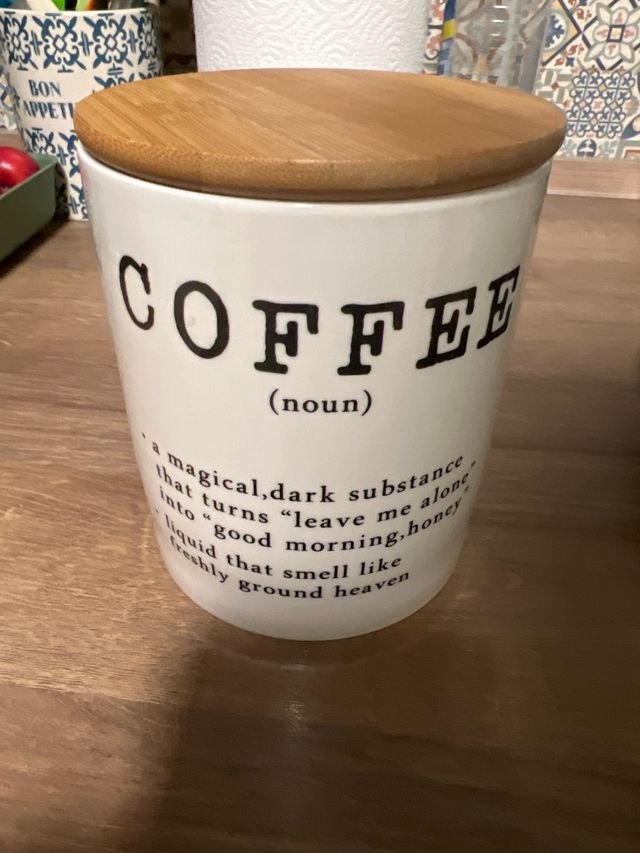 BON
APPETI
COFFEE
(noun)
- a magical,dark substance
that turns “leave me alone”
into “good morning,honey”
- liquid that smell like
freshly ground heaven